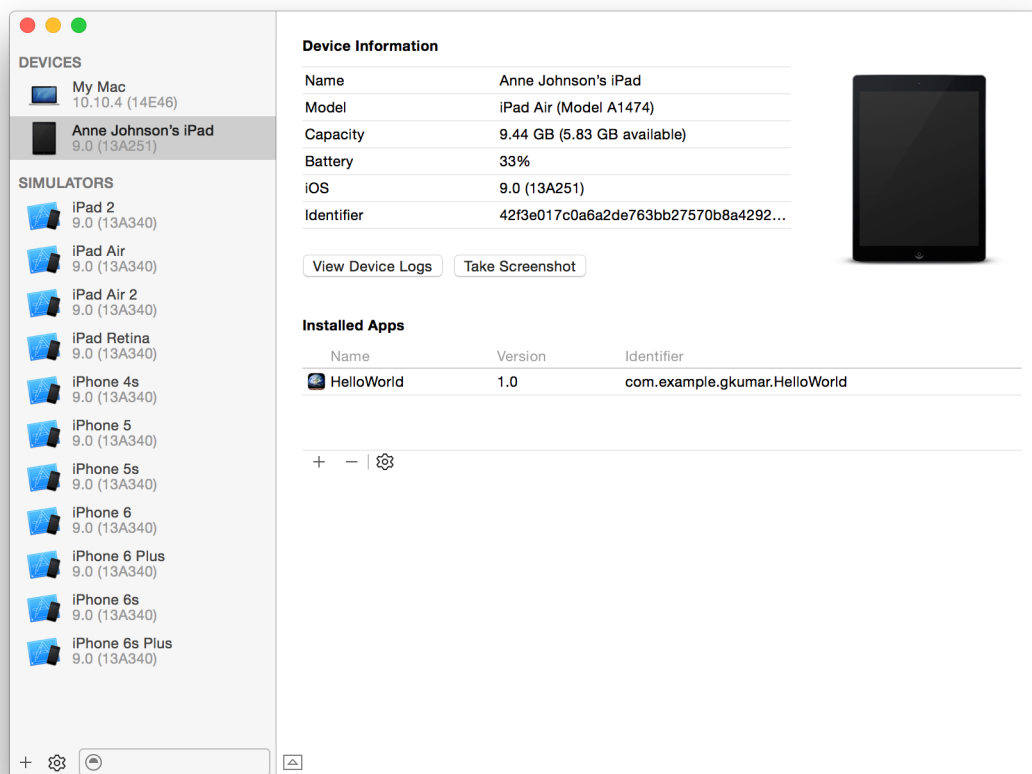 DEVICES
My Mac
10.10.4 (14E46)
Anne Johnson’s iPad
9.0 (13A251)
SIMULATORS
iPad 2
9.0 (13A340)
iPad Air
9.0 (13A340)
iPad Air 2
9.0 (13A340)
iPad Retina
9.0 (13A340)
iPhone 4s
9.0 (13A340)
iPhone 5
9.0 (13A340)
iPhone 5s
9.0 (13A340)
iPhone 6
9.0 (13A340)
iPhone 6 Plus
9.0 (13A340)
iPhone 6s
9.0 (13A340)
iPhone 6s Plus
9.0 (13A340)
Device Information
Name Anne Johnson’s iPad
Model iPad Air (Model A1474)
Capacity 9.44 GB (5.83 GB available)
Battery 33%
iOS 9.0 (13A251)
Identifier 42f3e017c0a6a2de763bb27570b8a4292...
View Device Logs Take Screenshot
Installed Apps
Name Version Identifier
HelloWorld 1.0 com.example.gkumar.HelloWorld